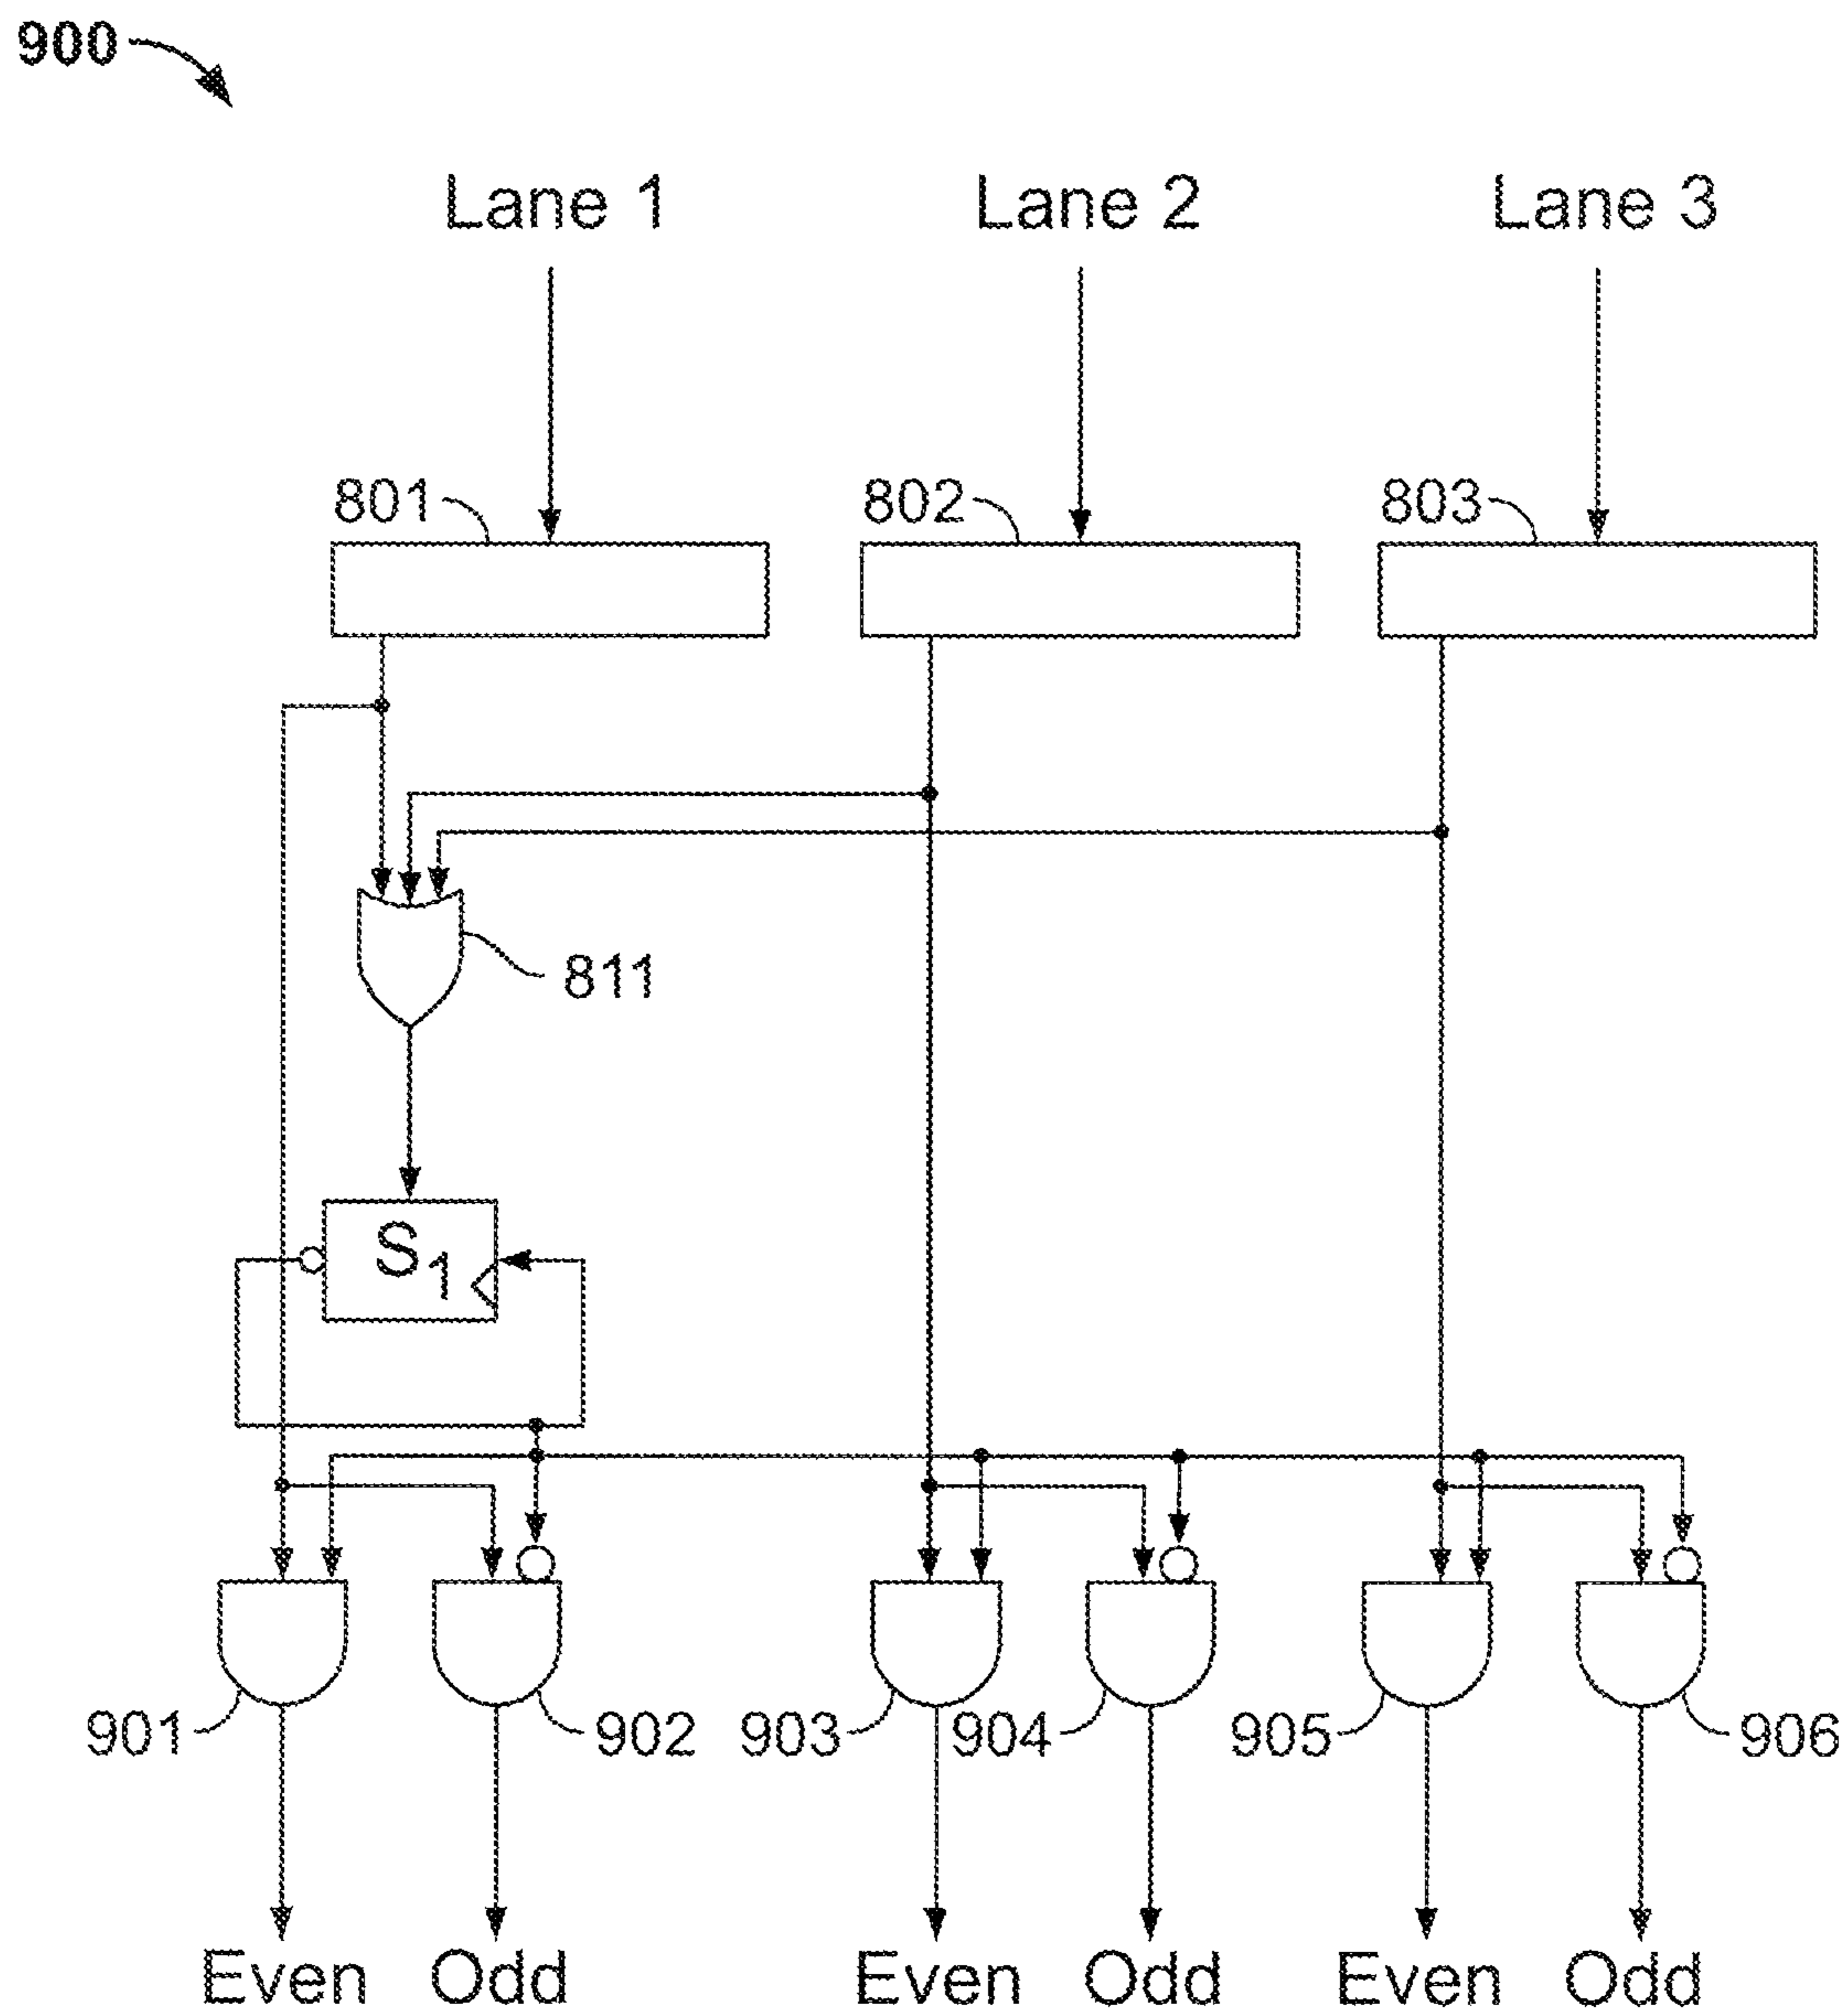 900
Lane 1 Lane 2 Lane 3
801 802 803
811
S1
901 902 903 904 905 906
Even Odd Even Odd Even Odd